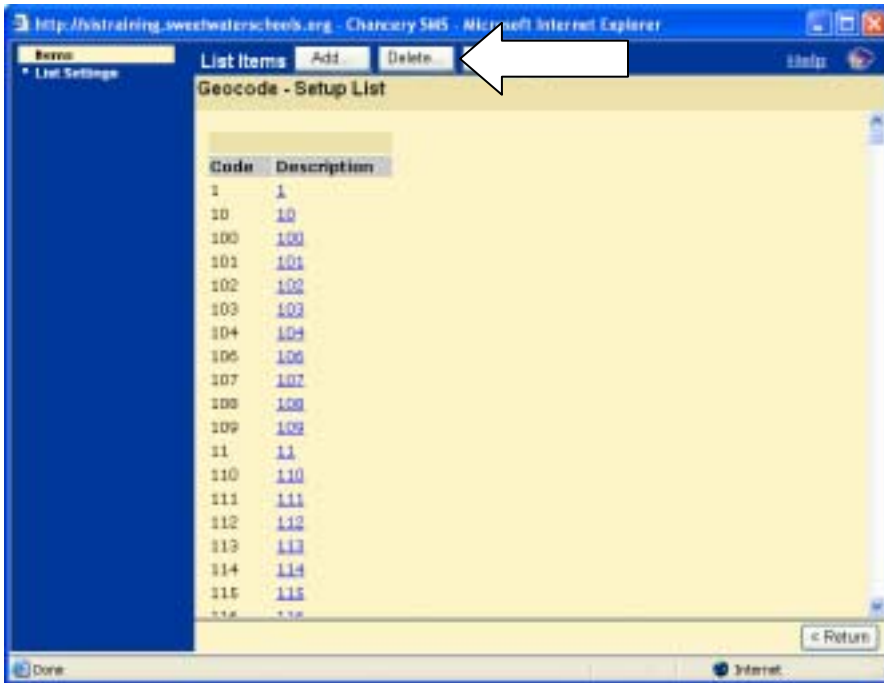 http://sistraining.sweetwaterschools.org - Chancery SMS - Microsoft Internet Explorer
Items
List Settings
List Items Add... Delete... Help
Geocode - Setup List
Code Description
1 1
10 10
100 100
101 101
102 102
103 103
104 104
106 106
107 107
108 108
109 109
11 11
110 110
111 111
112 112
113 113
114 114
115 115
116 116
< Return
Done Internet